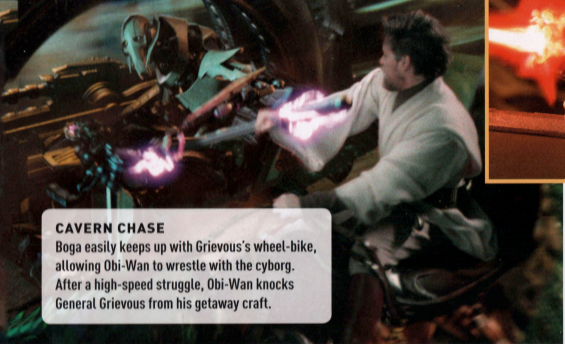 CAVERN CHASE
Boga easily keeps up with Grievous's wheel-bike,
allowing Obi-Wan to wrestle with the cyborg.
After a high-speed struggle, Obi-Wan knocks
General Grievous from his getaway craft.